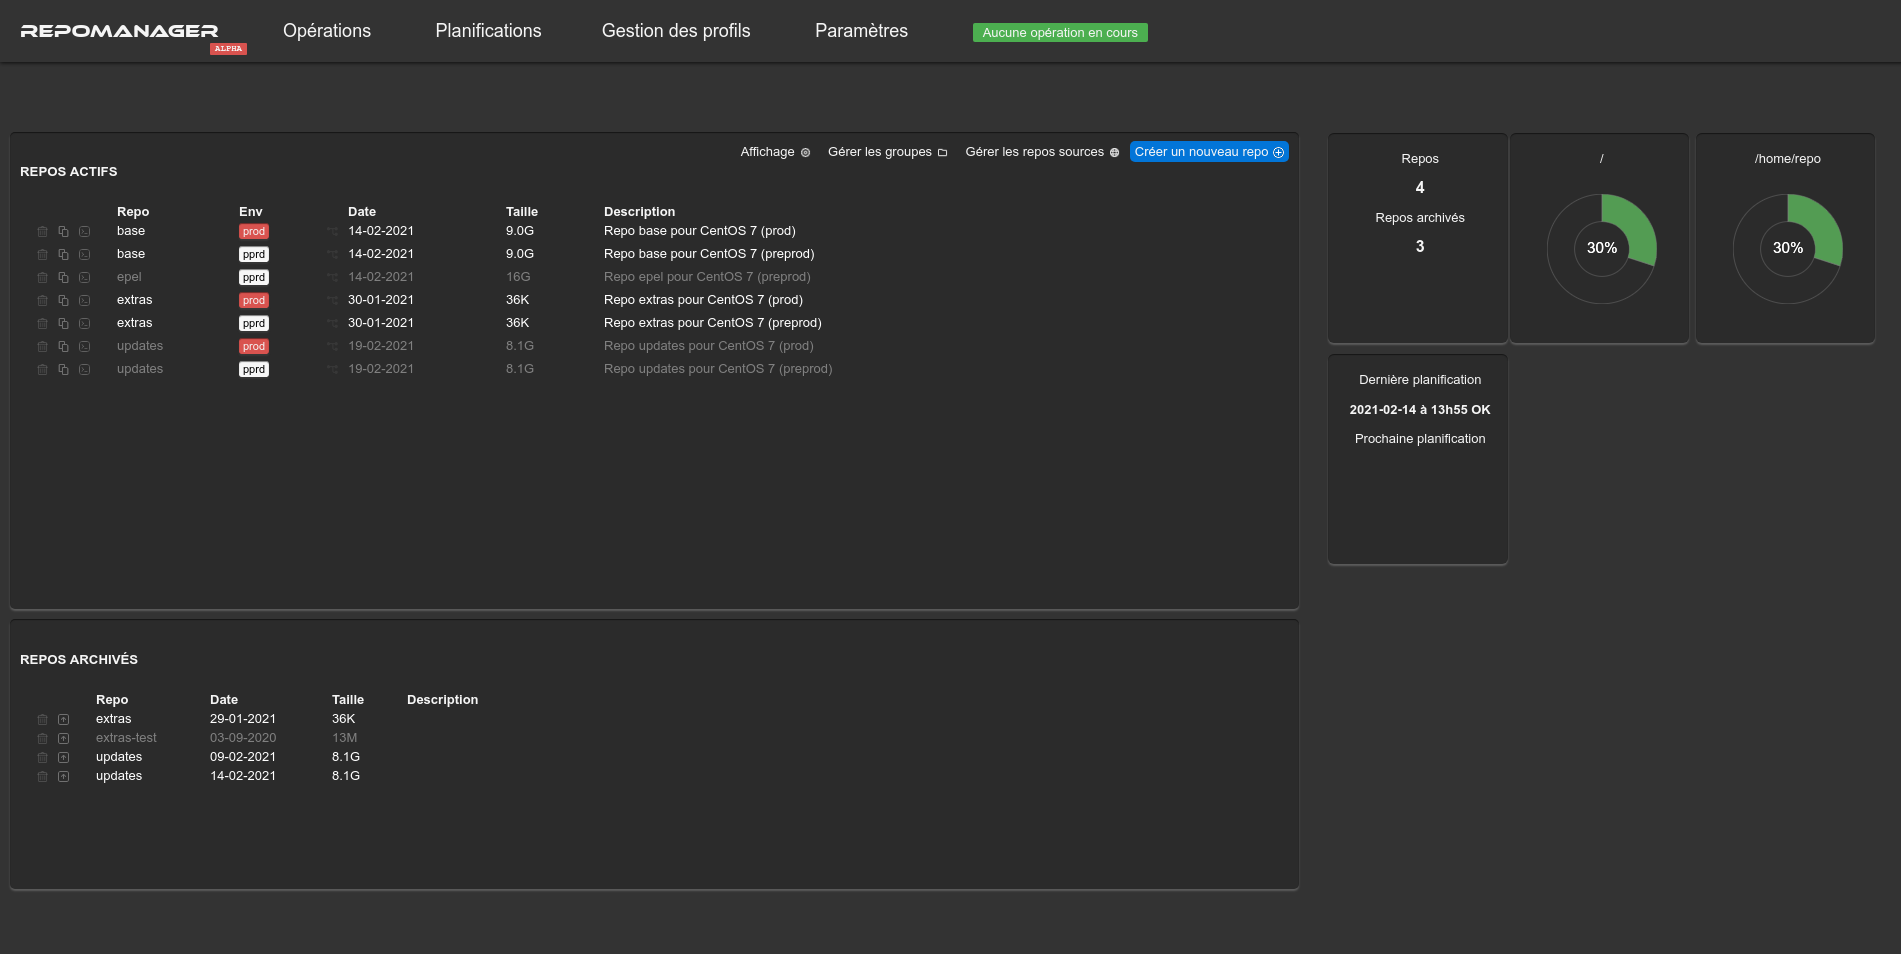 REPOMANAGER
ALPHA
Opérations Planifications Gestion des profils Paramètres Aucune opération en cours
Affichage Gérer les groupes Gérer les repos sources Créer un nouveau repo
REPOS ACTIFS
Repo Env Date Taille Description
base prod 14-02-2021 9.0G Repo base pour CentOS 7 (prod)
base pprd 14-02-2021 9.0G Repo base pour CentOS 7 (preprod)
epel pprd 14-02-2021 16G Repo epel pour CentOS 7 (preprod)
extras prod 30-01-2021 36K Repo extras pour CentOS 7 (prod)
extras pprd 30-01-2021 36K Repo extras pour CentOS 7 (preprod)
updates prod 19-02-2021 8.1G Repo updates pour CentOS 7 (prod)
updates pprd 19-02-2021 8.1G Repo updates pour CentOS 7 (preprod)
REPOS ARCHIVÉS
Repo Date Taille Description
extras 29-01-2021 36K
extras-test 03-09-2020 13M
updates 09-02-2021 8.1G
updates 14-02-2021 8.1G
Repos
4
Repos archivés
3
/
30%
/home/repo
30%
Dernière planification
2021-02-14 à 13h55 OK
Prochaine planification